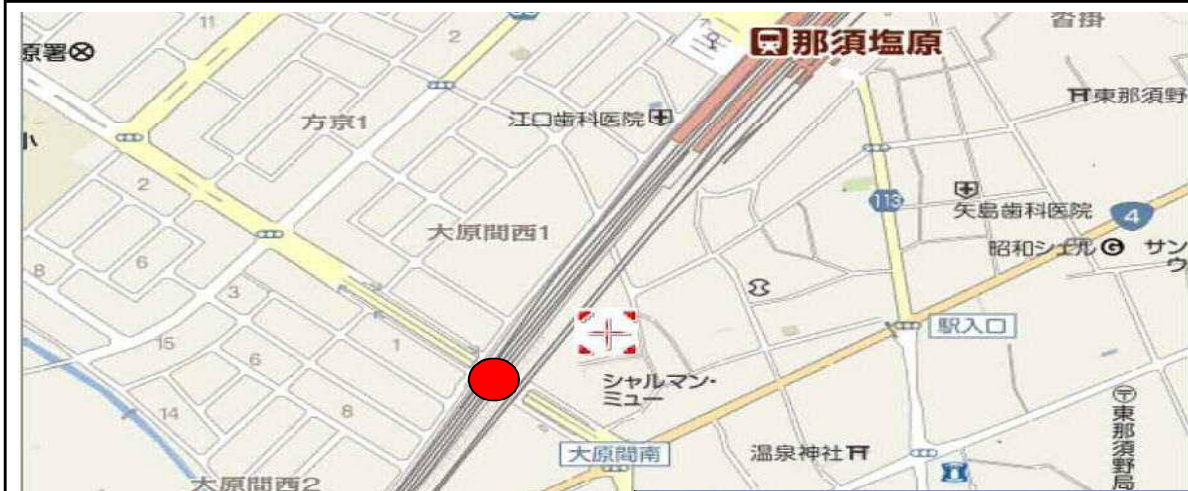 11
那須塩原
沓掛
2
原署
东那須野
江口歯科医院
方京1
小
2
113
矢島歯科医院
4
大原間西1
昭和シェル
サン
ウ
8
6
3
駅入口
15
6
1
シャルマン・
ミュー
14
8
大原間南
温泉神社
東那須野局
大原間西2